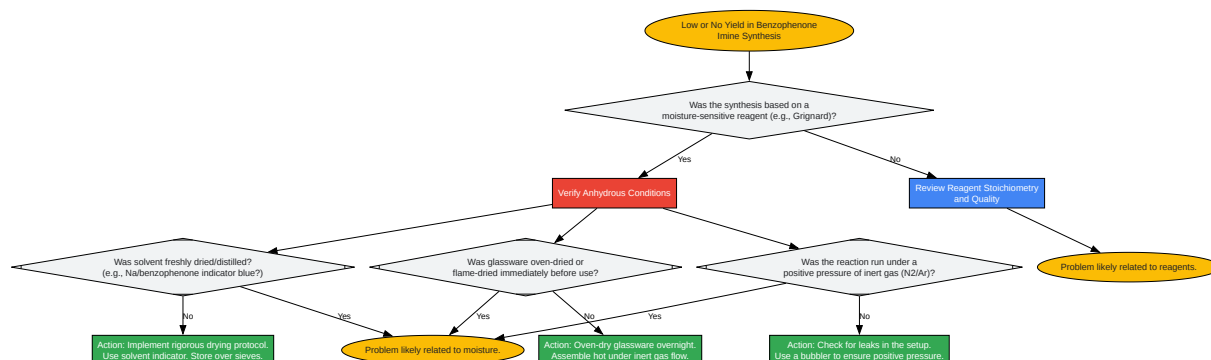 Low or No Yield in Benzophenone
Imine Synthesis
Was the synthesis based on a
moisture-sensitive reagent (e.g., Grignard)?
Yes
No
Verify Anhydrous Conditions
Review Reagent Stoichiometry
and Quality
Was solvent freshly dried/distilled?
(e.g., Na/benzophenone indicator blue?)
Was glassware oven-dried or
flame-dried immediately before use?
Was the reaction run under a
positive pressure of inert gas (N2/Ar)?
Problem likely related to reagents.
No
Yes
Yes
No
Yes
No
Action: Implement rigorous drying protocol.
Use solvent indicator. Store over sieves.
Problem likely related to moisture.
Action: Oven-dry glassware overnight.
Assemble hot under inert gas flow.
Action: Check for leaks in the setup.
Use a bubbler to ensure positive pressure.